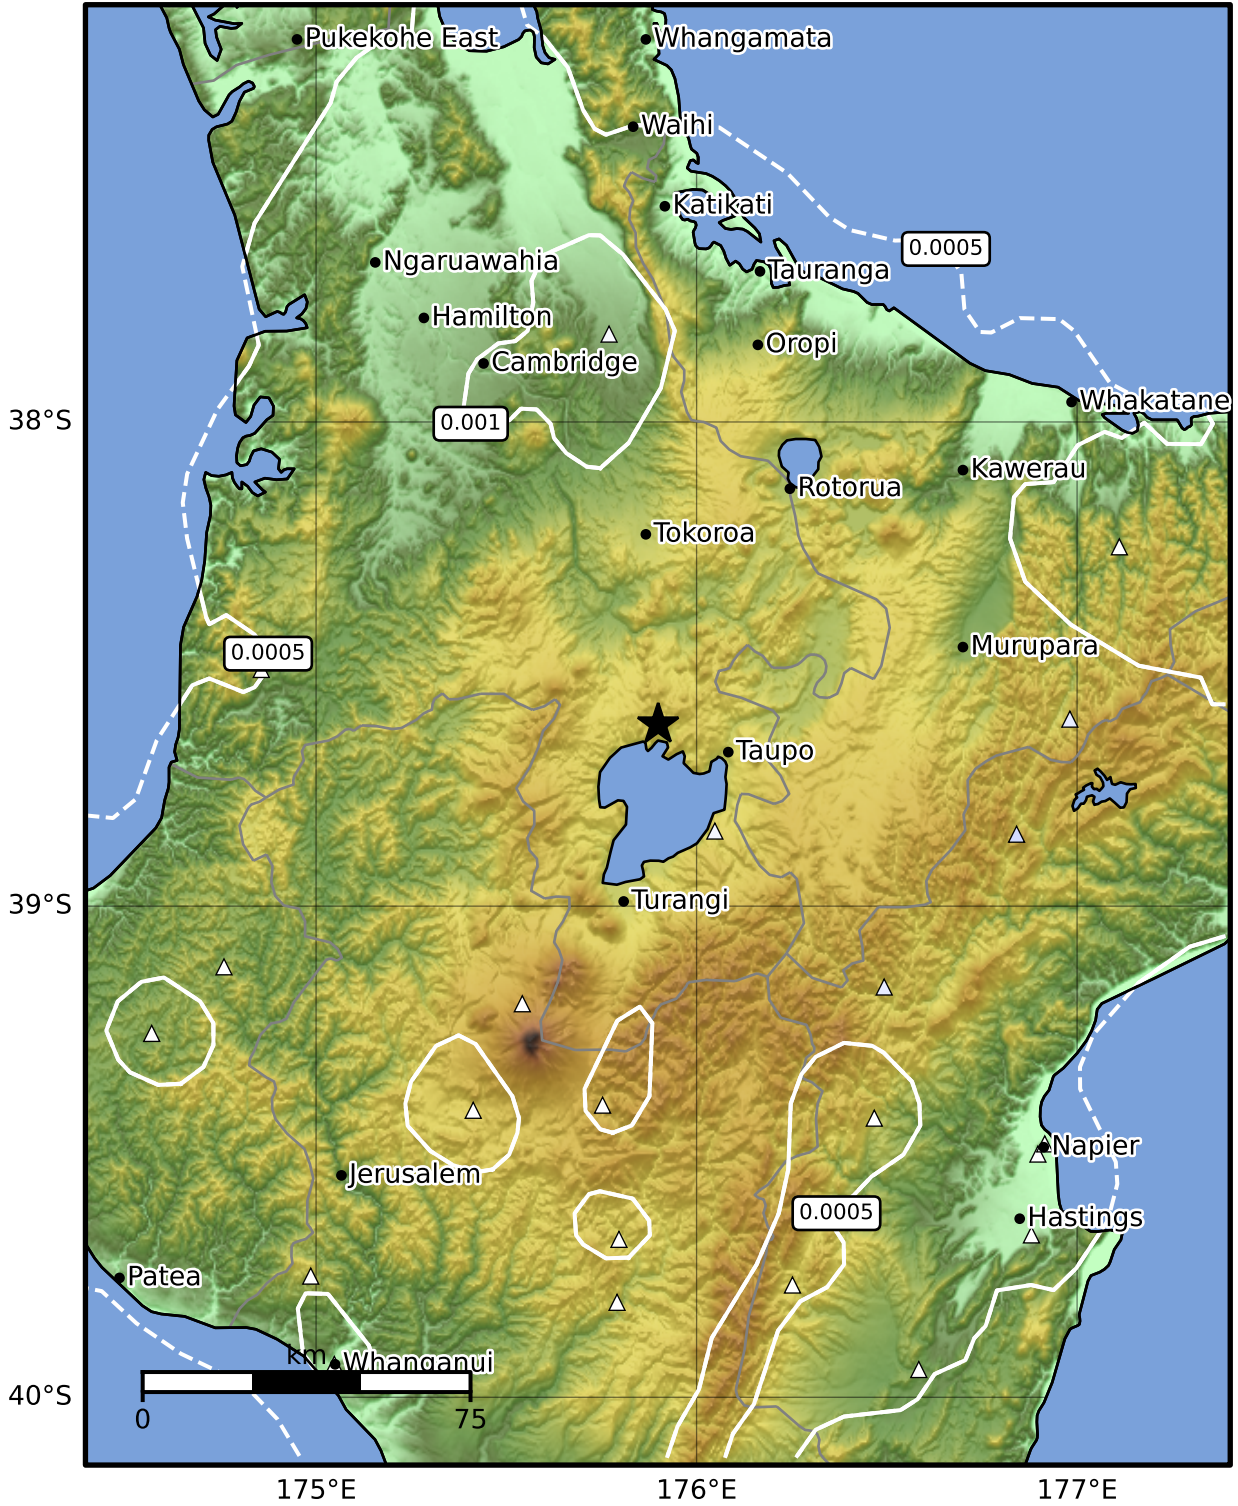 Pukekohe East
Whangamata
Waihi
Katikati
0.0005
Ngaruawahia
Tauranga
Hamilton
Oropi
Cambridge
Whakatane
38°S
0.001
Kawerau
Rotorua
Tokoroa
Murupara
0.0005
Taupo
39°S
Turangi
Napier
Jerusalem
0.0005
Hastings
Patea
km
Whanganui
40°S
0
75
175°E
176°E
177°E